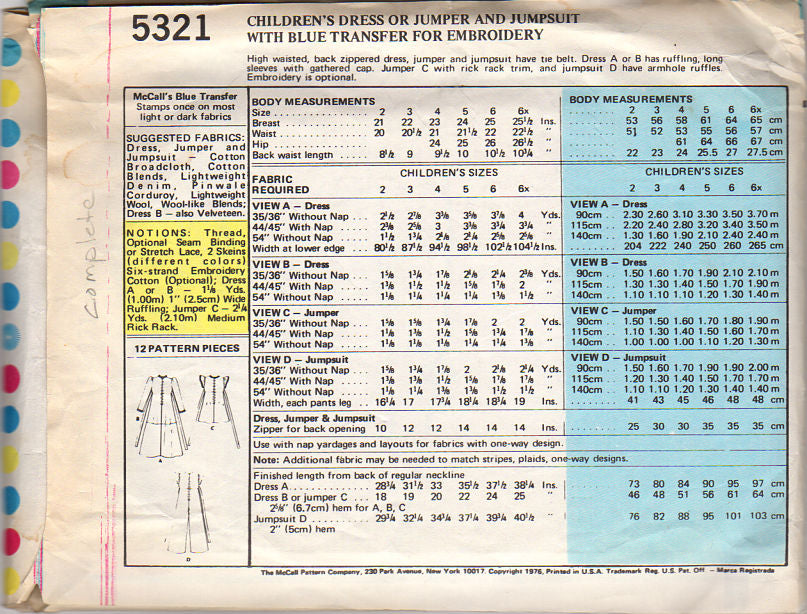 5321
CHILDREN'S DRESS OR JUMPER AND JUMPSUIT
WITH BLUE TRANSFER FOR EMBROIDERY
High waisted, back zippered dress, jumper and jumpsuit have tie belt. Dress A or B has ruffling, long
sleeves with gathered cap. Jumper C with rick rack trim, and jumpsuit D have armhole ruffles.
Embroidery is optional.
complete
McCall's Blue Transfer
Stamps once on most
light or dark fabrics
SUGGESTED FABRICS:
Dress, Jumper and
Jumpsuit – Cotton
Broadcloth, Cotton
Blends, Lightweight
Denim, Pinwale
Corduroy, Lightweight
Wool, Wool-like Blends;
Dress B – also Velveteen.
NOTIONS: Thread,
Optional Seam Binding
or Stretch Lace, 2 Skeins
(different colors)
Six-strand Embroidery
Cotton (Optional); Dress
A or B – 1⅛ Yds.
(1.00m) 1" (2.5cm) Wide
Ruffling; Jumper C – 2¼
Yds. (2.10m) Medium
Rick Rack.
12 PATTERN PIECES
B
A
C
D
BODY MEASUREMENTS
Size 2 3 4 5 6 6x
Breast 21 22 23 24 25 25½ Ins.
Waist 20 20½ 21 21½ 22 22½ "
Hip 24 25 26 26½ "
Back waist length 8½ 9 9½ 10 10½ 10¾ "
FABRIC
REQUIRED
CHILDREN'S SIZES
2 3 4 5 6 6x
VIEW A – Dress
35/36" Without Nap 2½ 2⅞ 3⅜ 3⅝ 3⅞ 4 Yds.
44/45" With Nap 2⅜ 2⅝ 3 3⅜ 3¾ 3¾ "
54" Without Nap 1½ 1¾ 2⅛ 2¼ 2⅝ 2⅝ "
Width at lower edge 80½ 87½ 94½ 98½ 102½ 104½ Ins.
VIEW B – Dress
35/36" Without Nap 1⅝ 1¾ 1⅞ 2⅛ 2¼ 2⅜ Yds.
44/45" With Nap 1⅜ 1½ 1½ 1⅝ 1⅞ 2 "
54" Without Nap 1⅛ 1¼ 1¼ 1¼ 1⅜ 1½ "
VIEW C – Jumper
35/36" Without Nap 1⅝ 1⅝ 1¾ 1⅞ 2 2 Yds.
44/45" With Nap 1¼ 1⅜ 1½ 1⅝ 1¾ 1⅞ "
54" Without Nap 1⅛ 1⅛ 1¼ 1¼ 1¼ 1⅜ "
VIEW D – Jumpsuit
35/36" Without Nap 1⅝ 1¾ 1⅞ 2 2⅛ 2¼ Yds.
44/45" With Nap 1⅜ 1⅜ 1½ 1⅝ 1⅞ 1⅞ "
54" Without Nap 1⅛ 1¼ 1⅜ 1⅜ 1½ 1½ "
Width, each pants leg 16¼ 17 17¾ 18¼ 18¾ 19 Ins.
Dress, Jumper & Jumpsuit
Zipper for back opening 10 12 12 14 14 14 Ins.
Use with nap yardages and layouts for fabrics with one-way design.
Note: Additional fabric may be needed to match stripes, plaids, one-way designs.
Finished length from back of regular neckline
Dress A 28¾ 31½ 33 35½ 37½ 38¼ Ins.
Dress B or jumper C 18 19 20 22 24 25 "
2⅝" (6.7cm) hem for A, B, C
Jumpsuit D 29¾ 32¼ 34¾ 37¼ 39¾ 40½ "
2" (5cm) hem
BODY MEASUREMENTS
2 3 4 5 6 6x
53 56 58 61 64 65 cm
51 52 53 55 56 57 cm
61 64 66 67 cm
22 23 24 25.5 27 27.5 cm
CHILDREN'S SIZES
2 3 4 5 6 6x
VIEW A – Dress
90cm 2.30 2.60 3.10 3.30 3.50 3.70 m
115cm 2.20 2.40 2.80 3.20 3.40 3.50 m
140cm 1.30 1.60 1.90 2.10 2.40 2.40 m
204 222 240 250 260 265 cm
VIEW B – Dress
90cm 1.50 1.60 1.70 1.90 2.10 2.10 m
115cm 1.30 1.30 1.40 1.50 1.70 1.90 m
140cm 1.10 1.10 1.10 1.20 1.30 1.40 m
VIEW C – Jumper
90cm 1.50 1.50 1.60 1.70 1.80 1.90 m
115cm 1.10 1.30 1.40 1.50 1.60 1.70 m
140cm 1.00 1.00 1.00 1.10 1.20 1.30 m
VIEW D – Jumpsuit
90cm 1.50 1.60 1.70 1.90 1.90 2.00 m
115cm 1.20 1.30 1.40 1.50 1.70 1.70 m
140cm 1.10 1.10 1.20 1.30 1.40 1.40 m
41 43 45 46 48 48 cm
25 30 30 35 35 35 cm
73 80 84 90 95 97 cm
46 48 51 56 61 64 cm
76 82 88 95 101 103 cm
The McCall Pattern Company, 230 Park Avenue, New York 10017. Copyright 1976, Printed in U.S.A. Trademark Reg. U.S. Pat. Off. – Marca Registrada